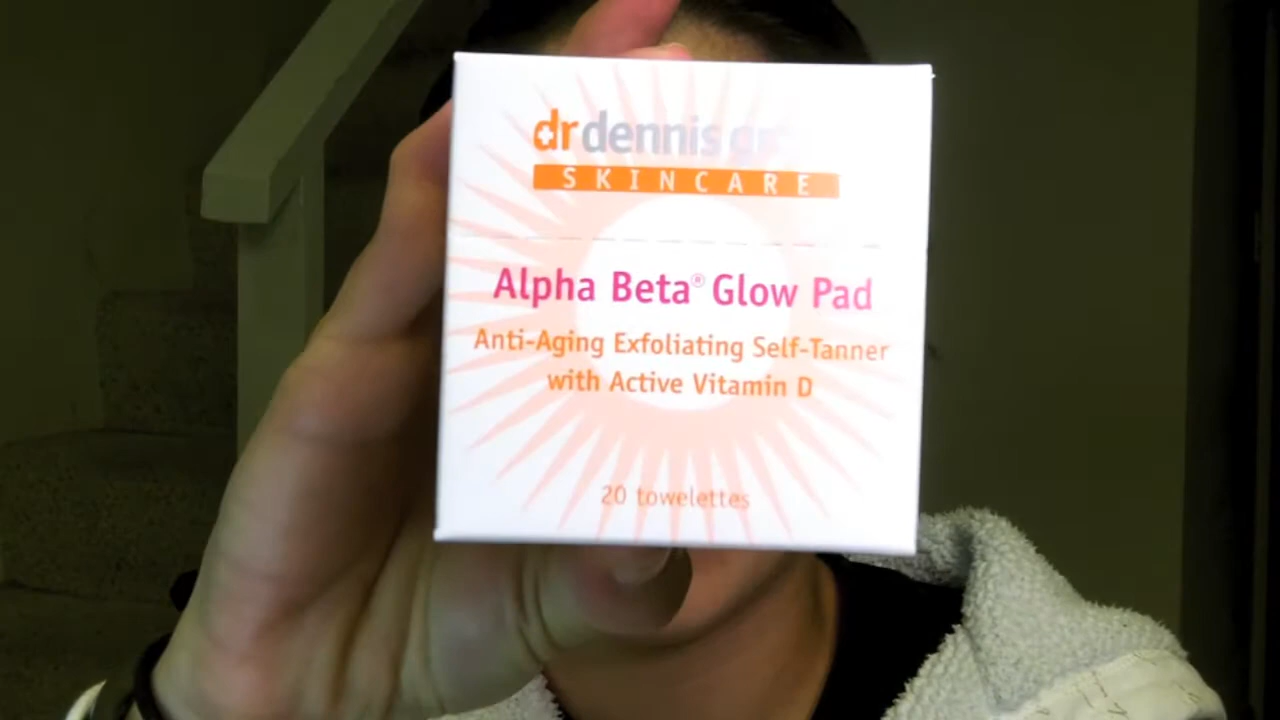 dr dennis
SKINCARE
Alpha Beta® Glow Pad
Anti-Aging Exfoliating Self-Tanner
with Active Vitamin D
20 towelettes